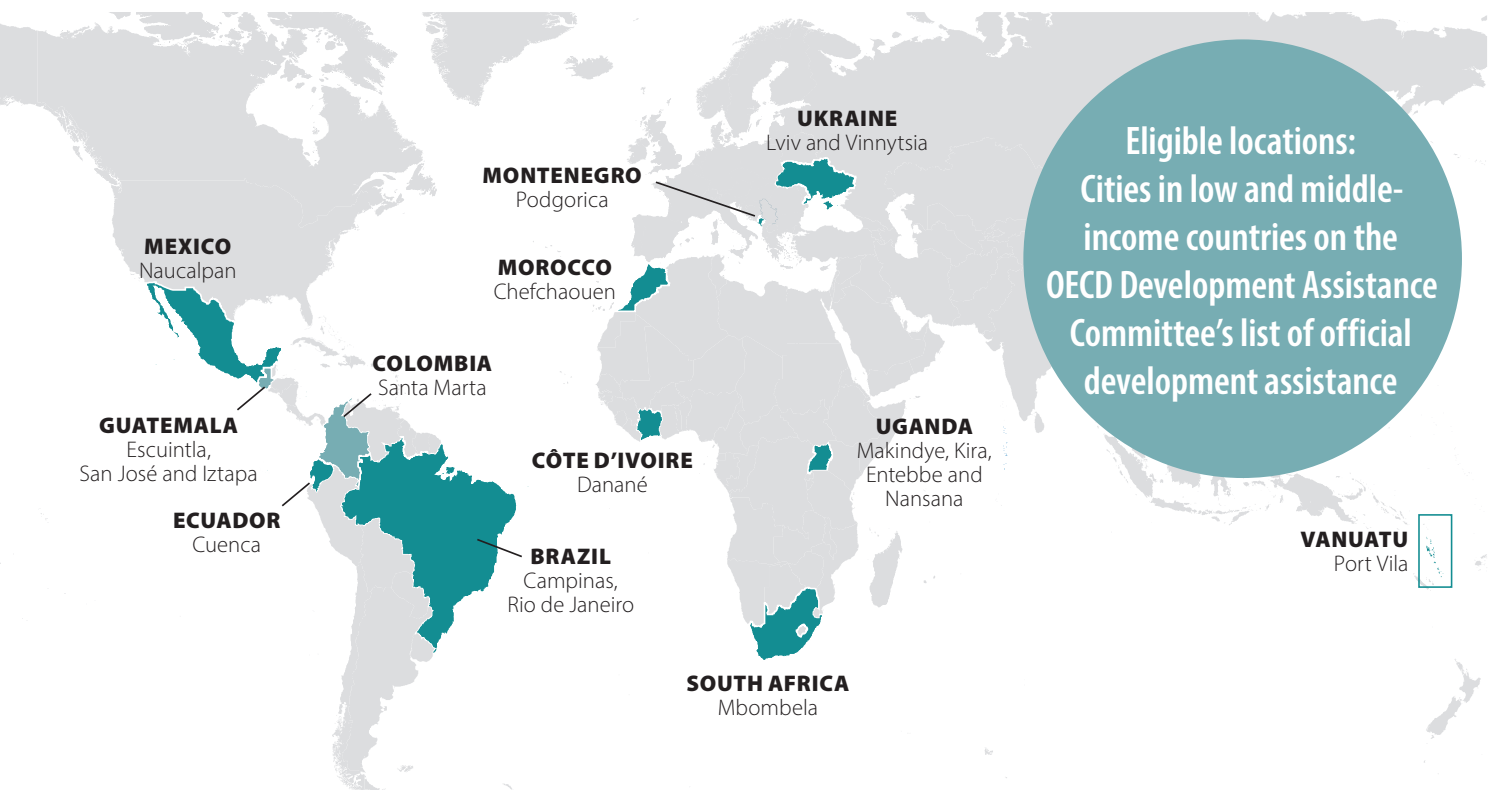 UKRAINE
Lviv and Vinnytsia
MONTENEGRO
Podgorica
MEXICO
Naucalpan
MOROCCO
Chefchaouen
COLOMBIA
Santa Marta
GUATEMALA
Escuintla,
San José and Iztapa
ECUADOR
Cuenca
BRAZIL
Campinas,
Rio de Janeiro
CÔTE D’IVOIRE
Danané
UGANDA
Makindye, Kira,
Entebbe and
Nansana
SOUTH AFRICA
Mbombela
VANUATU
Port Vila
Eligible locations:
Cities in low and middle-
income countries on the
OECD Development Assistance
Committee’s list of official
development assistance